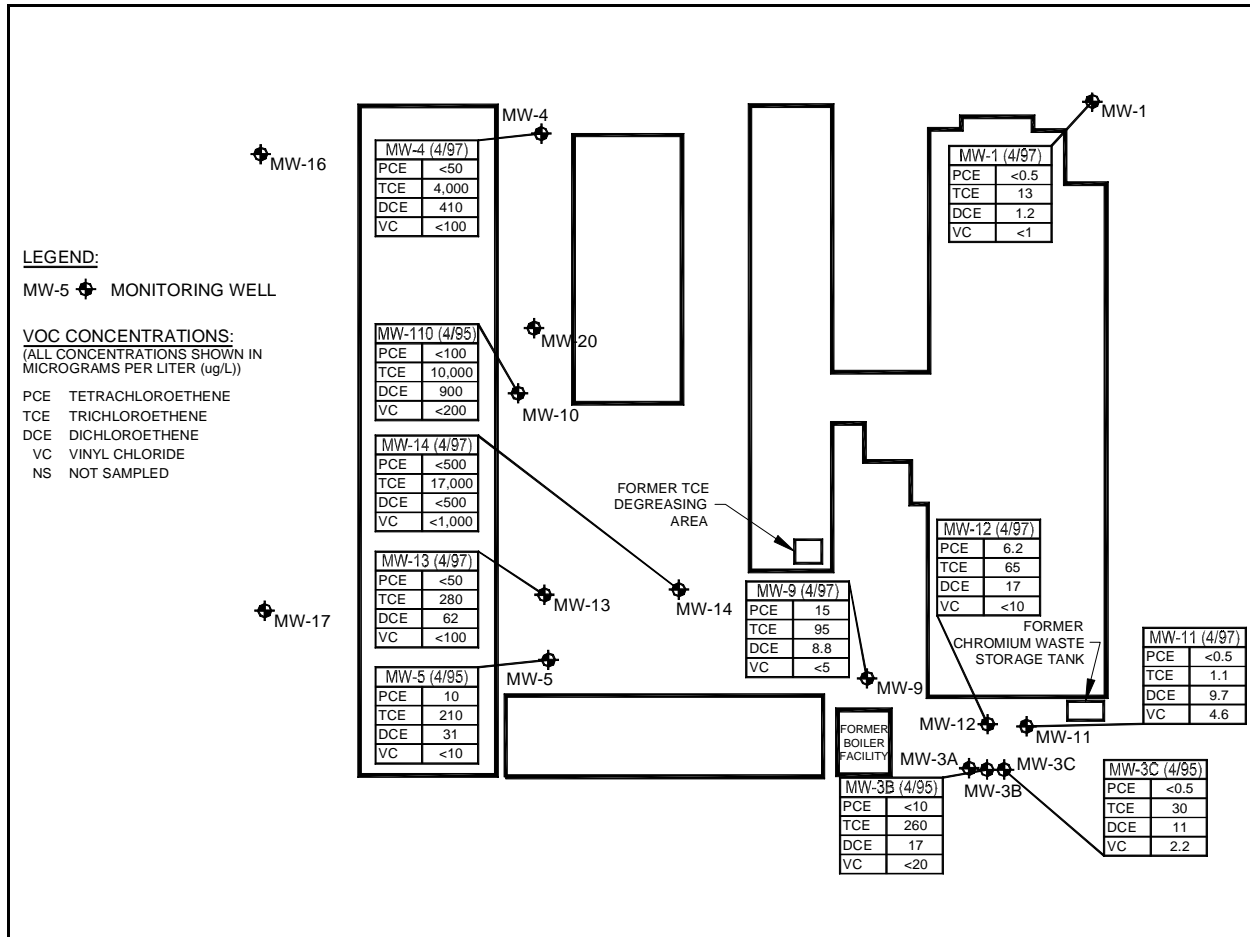 MW-1
MW-4
MW-16
MW-4 (4/97)
PCE <50
TCE 4,000
DCE 410
VC <100
MW-1 (4/97)
PCE <0.5
TCE 13
DCE 1.2
VC <1
LEGEND:
MW-5 MONITORING WELL
VOC CONCENTRATIONS:
(ALL CONCENTRATIONS SHOWN IN
MICROGRAMS PER LITER (ug/L))
PCE TETRACHLOROETHENE
TCE TRICHLOROETHENE
DCE DICHLOROETHENE
VC VINYL CHLORIDE
NS NOT SAMPLED
MW-110 (4/95)
PCE <100
TCE 10,000
DCE 900
VC <200
MW-20
MW-10
MW-14 (4/97)
PCE <500
TCE 17,000
DCE <500
VC <1,000
FORMER TCE
DEGREASING
AREA
MW-13 (4/97)
PCE <50
TCE 280
DCE 62
VC <100
MW-13
MW-14
MW-17
MW-12 (4/97)
PCE 6.2
TCE 65
DCE 17
VC <10
MW-9 (4/97)
PCE 15
TCE 95
DCE 8.8
VC <5
FORMER
CHROMIUM WASTE
STORAGE TANK
MW-11 (4/97)
PCE <0.5
TCE 1.1
DCE 9.7
VC 4.6
MW-5
MW-5 (4/95)
PCE 10
TCE 210
DCE 31
VC <10
MW-9
MW-12
MW-11
FORMER
BOILER
FACILITY
MW-3A
MW-3C
MW-3B
MW-3B (4/95)
PCE <10
TCE 260
DCE 17
VC <20
MW-3C (4/95)
PCE <0.5
TCE 30
DCE 11
VC 2.2